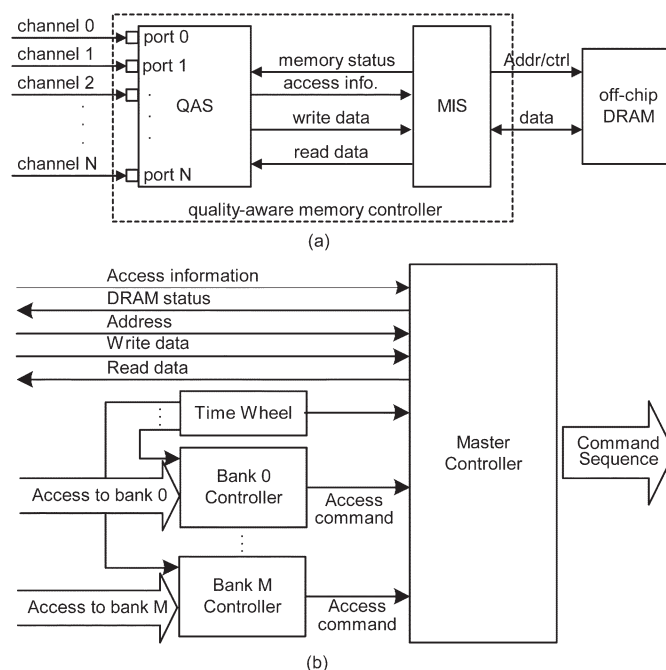 channel 0
port 0
channel 1
port 1
channel 2
channel N
port N
QAS
memory status
access info.
write data
read data
MIS
Addr/ctrl
data
off-chip
DRAM
quality-aware memory controller
(a)
Access information
DRAM status
Address
Write data
Read data
Time Wheel
Master
Controller
Command
Sequence
Bank 0
Controller
Access to bank 0
Access
command
Bank M
Controller
Access to bank M
Access
command
(b)